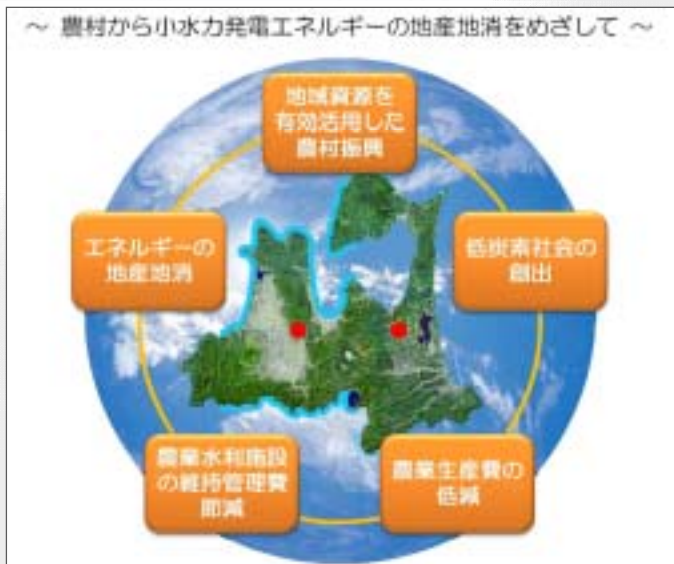 ～ 農村から小水力発電エネルギーの地産地消をめざして ～
地域資源を
有効活用した
農村振興
エネルギーの
地産地消
低炭素社会の
創出
農業水利施設
の維持管理費
節減
農業生産費の
低減